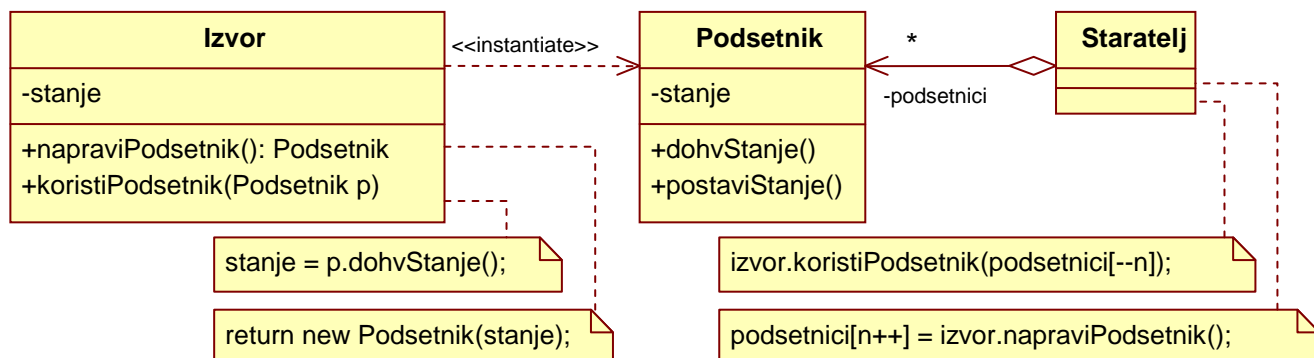 Izvor
-stanje
+napraviPodsetnik(): Podsetnik
+koristiPodsetnik(Podsetnik p)
<<instantiate>>
Podsetnik
-stanje
+dohvStanje()
+postaviStanje()
*
-podsetnici
Staratelj
stanje = p.dohvStanje();
return new Podsetnik(stanje);
izvor.koristiPodsetnik(podsetnici[--n]);
podsetnici[n++] = izvor.napraviPodsetnik();